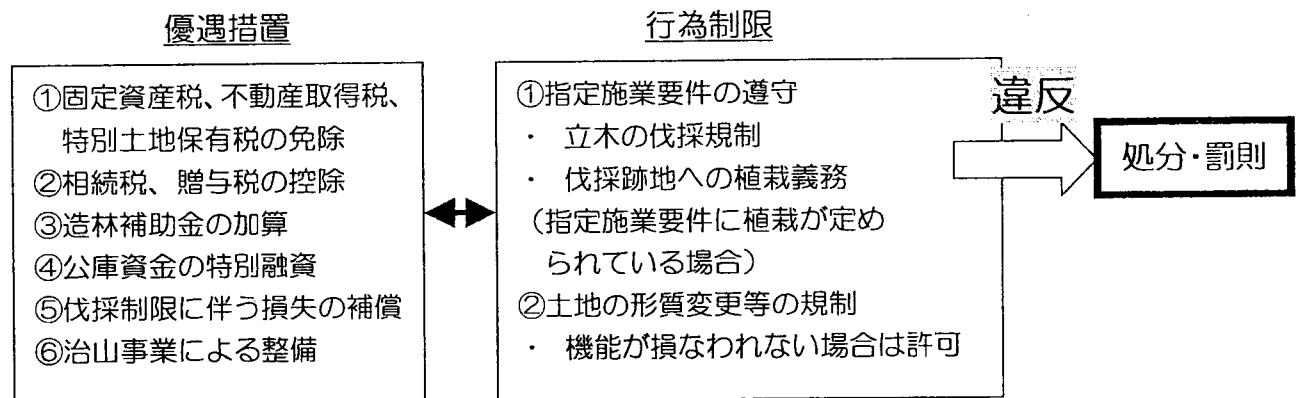 優遇措置
①固定資産税、不動産取得税、
特別土地保有税の免除
②相続税、贈与税の控除
③造林補助金の加算
④公庫資金の特別融資
⑤伐採制限に伴う損失の補償
⑥治山事業による整備
行為制限
①指定施業要件の遵守
・ 立木の伐採規制
・ 伐採跡地への植栽義務
（指定施業要件に植栽が定め
られている場合）
②土地の形質変更等の規制
・ 機能が損なわれない場合は許可
違反
処分・罰則